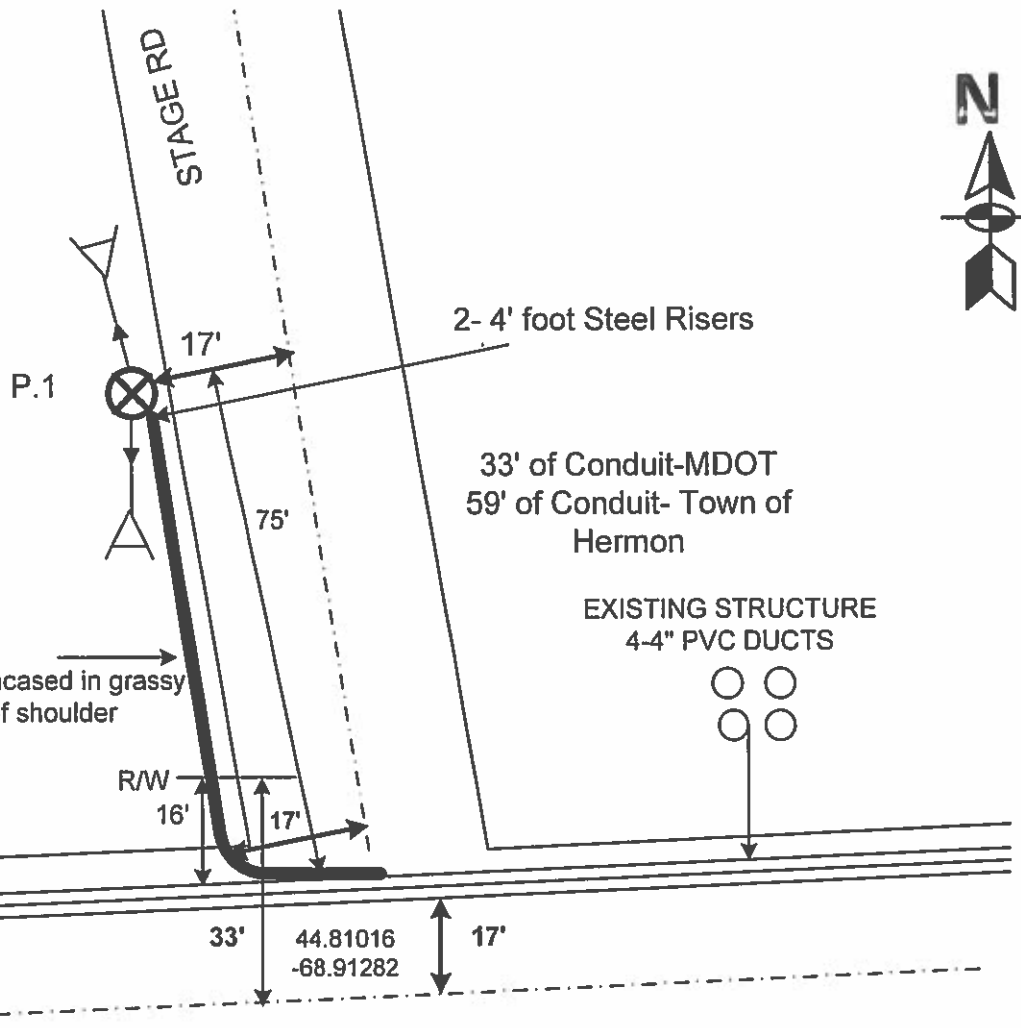 STAGE RD
N
2- 4' foot Steel Risers
17'
P.1
33' of Conduit-MDOT
59' of Conduit- Town of
Hermon
75'
EXISTING STRUCTURE
4-4" PVC DUCTS
ncased in grassy
f shoulder
R/W
16'
17'
33'
44.81016
-68.91282
17'